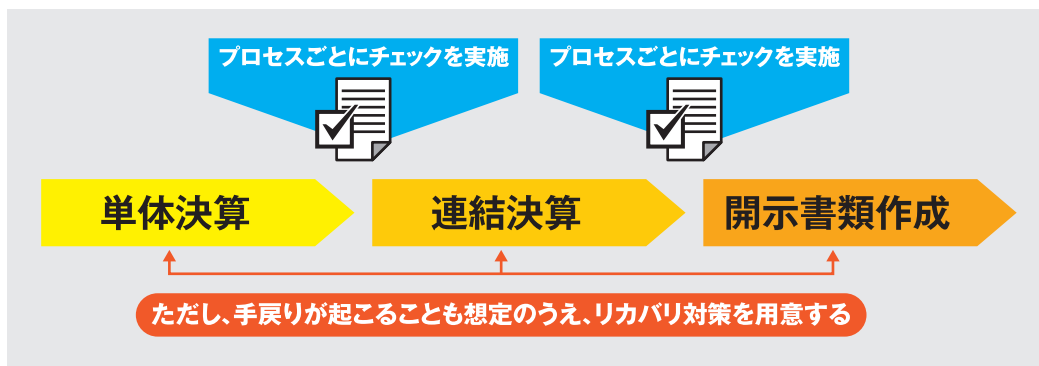 プロセスごとにチェックを実施
プロセスごとにチェックを実施
単体決算
連結決算
開示書類作成
ただし、手戻りが起こることも想定のうえ、リカバリ対策を用意する